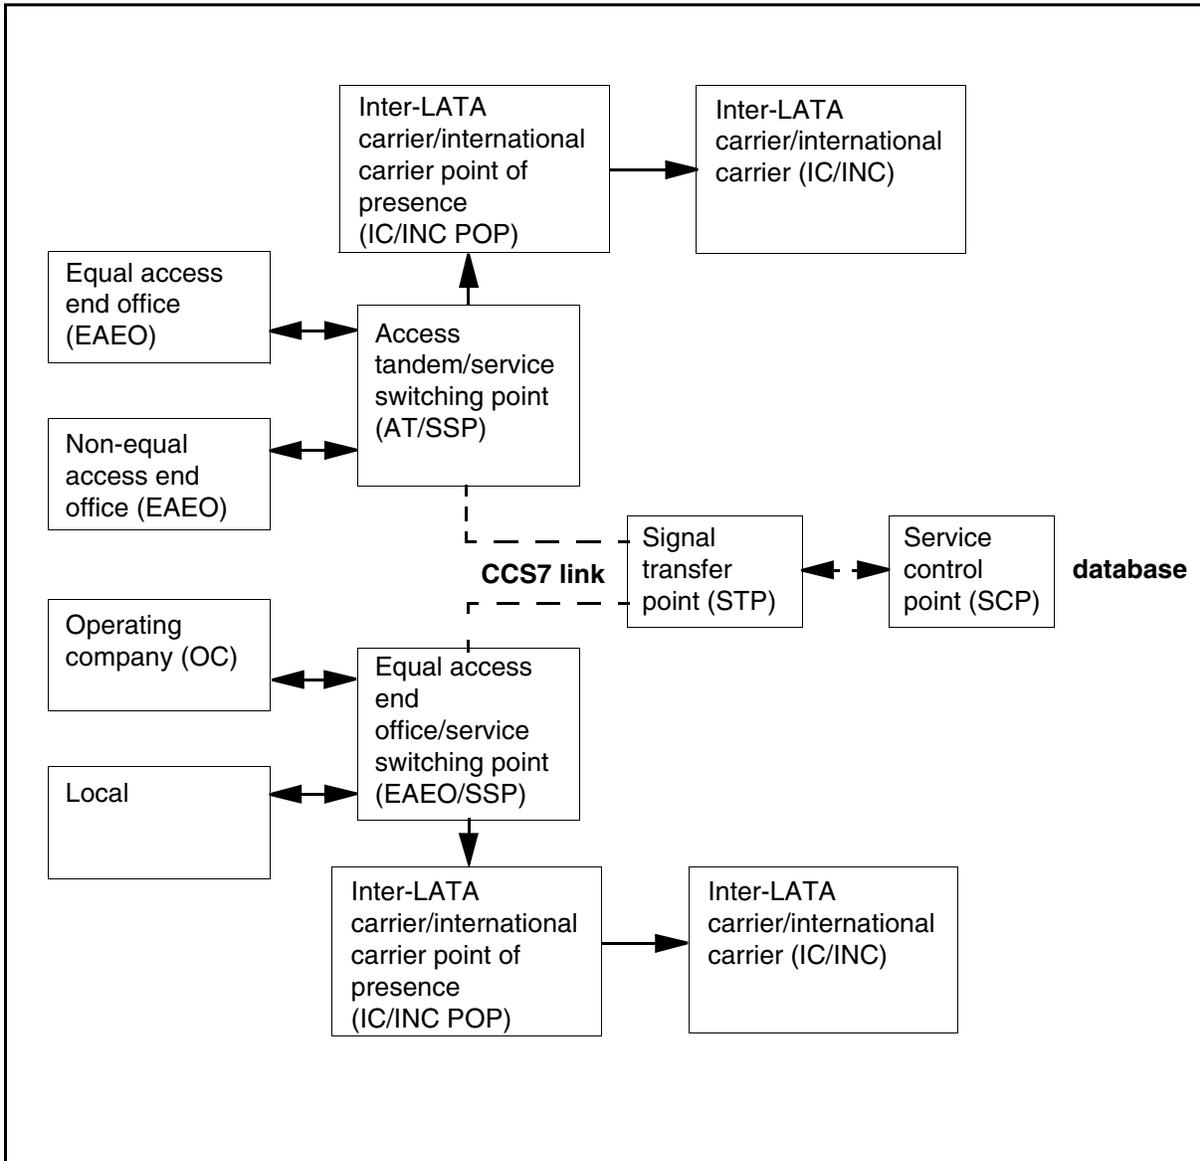 Inter-LATA
carrier/international
carrier point of
presence
(IC/INC POP)
Inter-LATA
carrier/international
carrier (IC/INC)
Equal access
end office
(EAEO)
Access
tandem/service
switching point
(AT/SSP)
Non-equal
access end
office (EAEO)
CCS7 link
Signal
transfer
point (STP)
Service
control
point (SCP)
database
Operating
company (OC)
Equal access
end
office/service
switching point
(EAEO/SSP)
Local
Inter-LATA
carrier/international
carrier point of
presence
(IC/INC POP)
Inter-LATA
carrier/international
carrier (IC/INC)